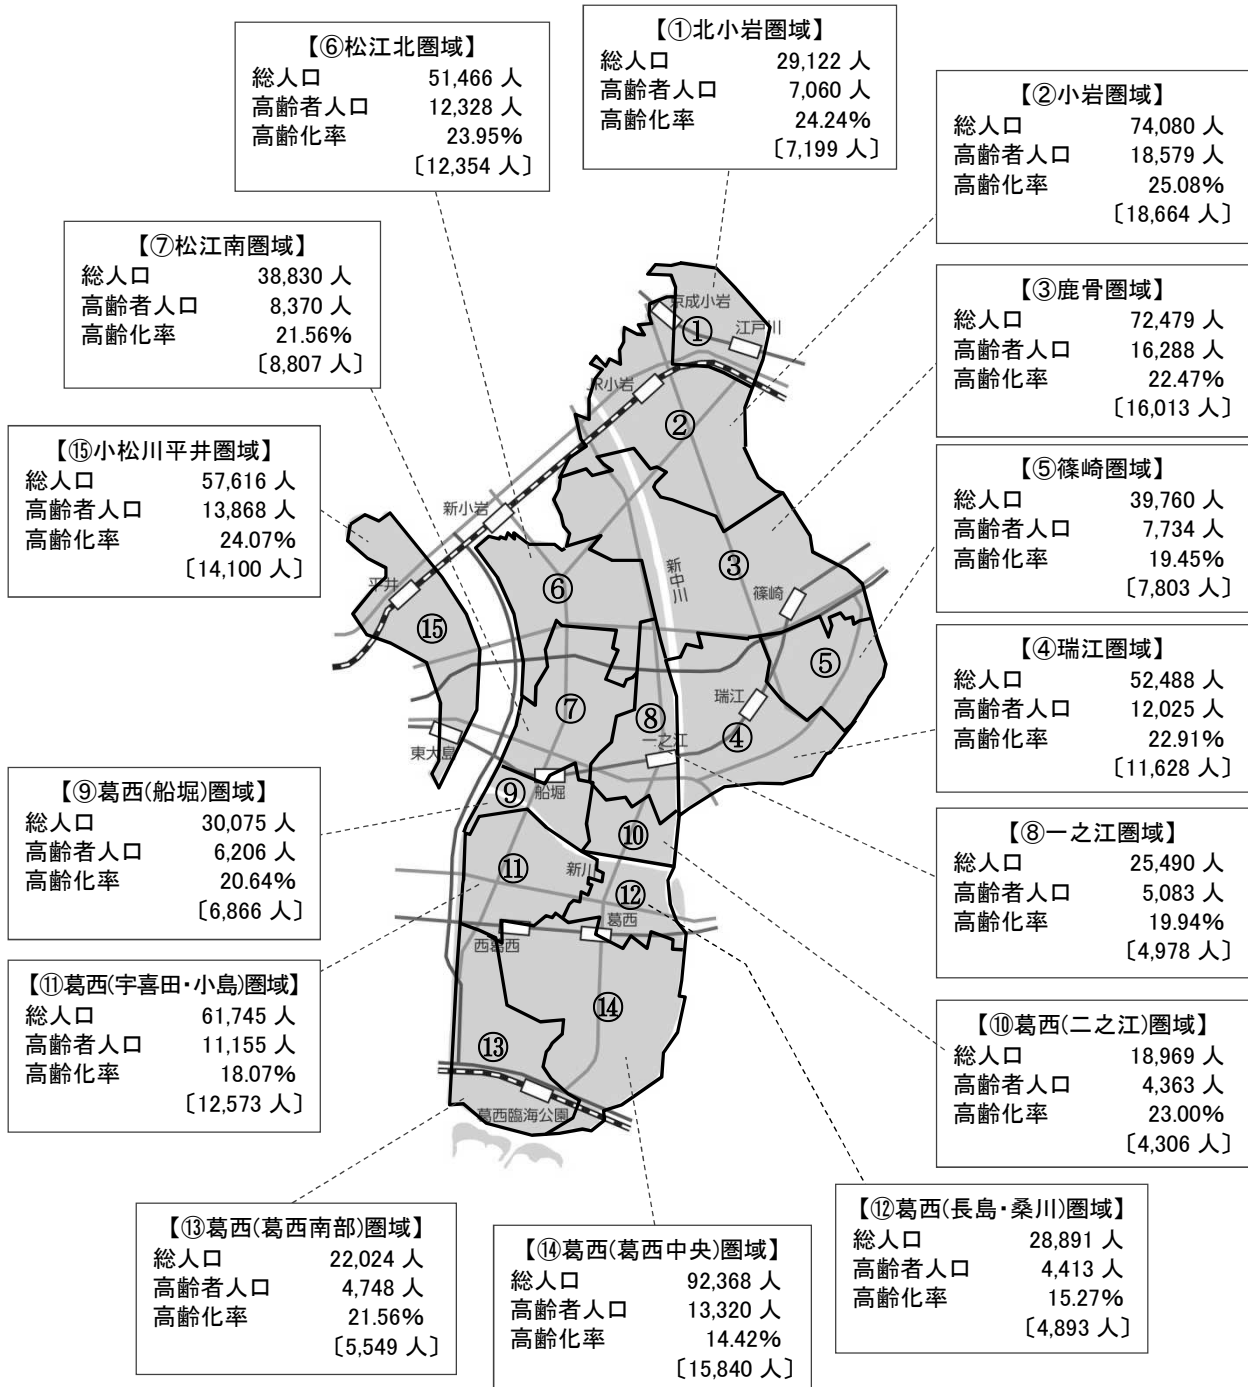 【①北小岩圏域】
総人口 29,122 人
高齢者人口 7,060 人
高齢化率 24.24%
〔7,199 人〕
【⑥松江北圏域】
総人口 51,466 人
高齢者人口 12,328 人
高齢化率 23.95%
〔12,354 人〕
【②小岩圏域】
総人口 74,080 人
高齢者人口 18,579 人
高齢化率 25.08%
〔18,664 人〕
【⑦松江南圏域】
総人口 38,830 人
高齢者人口 8,370 人
高齢化率 21.56%
〔8,807 人〕
【③鹿骨圏域】
総人口 72,479 人
高齢者人口 16,288 人
高齢化率 22.47%
〔16,013 人〕
【⑮小松川平井圏域】
総人口 57,616 人
高齢者人口 13,868 人
高齢化率 24.07%
〔14,100 人〕
【⑤篠崎圏域】
総人口 39,760 人
高齢者人口 7,734 人
高齢化率 19.45%
〔7,803 人〕
【④瑞江圏域】
総人口 52,488 人
高齢者人口 12,025 人
高齢化率 22.91%
〔11,628 人〕
【⑨葛西(船堀)圏域】
総人口 30,075 人
高齢者人口 6,206 人
高齢化率 20.64%
〔6,866 人〕
【⑧一之江圏域】
総人口 25,490 人
高齢者人口 5,083 人
高齢化率 19.94%
〔4,978 人〕
【⑪葛西(宇喜田・小島)圏域】
総人口 61,745 人
高齢者人口 11,155 人
高齢化率 18.07%
〔12,573 人〕
【⑩葛西(二之江)圏域】
総人口 18,969 人
高齢者人口 4,363 人
高齢化率 23.00%
〔4,306 人〕
【⑬葛西(葛西南部)圏域】
総人口 22,024 人
高齢者人口 4,748 人
高齢化率 21.56%
〔5,549 人〕
【⑭葛西(葛西中央)圏域】
総人口 92,368 人
高齢者人口 13,320 人
高齢化率 14.42%
〔15,840 人〕
【⑫葛西(長島・桑川)圏域】
総人口 28,891 人
高齢者人口 4,413 人
高齢化率 15.27%
〔4,893 人〕
京成小岩
①
江戸川
JR小岩
②
新小岩
新中川
③
篠崎
⑥
平井
⑮
⑤
瑞江
⑦
⑧
④
一之江
東大島
⑨
船堀
⑩
新川
⑪
⑫
葛西
西葛西
⑭
⑬
葛西臨海公園